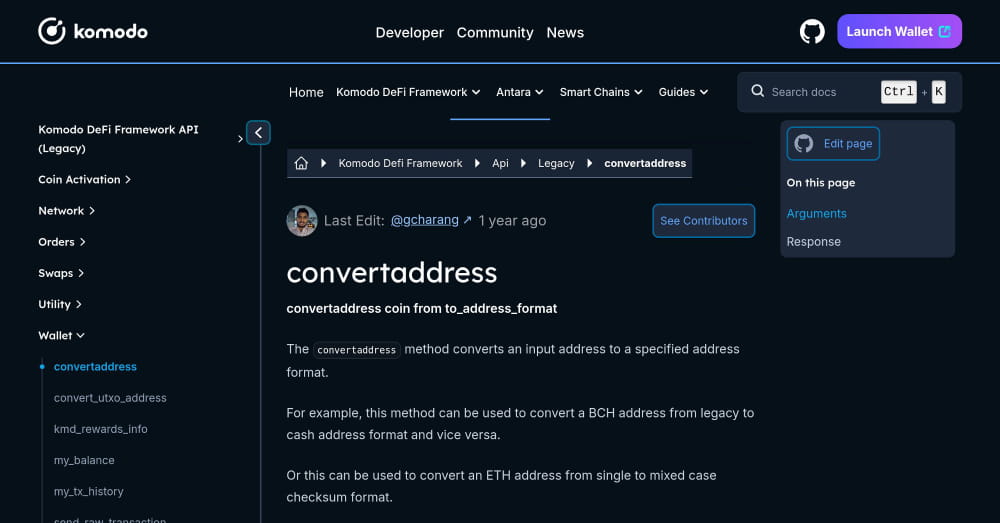 komodo
Developer Community News
Launch Wallet
Home Komodo DeFi Framework Antara Smart Chains Guides
Search docs Ctrl + K
Komodo DeFi Framework API
(Legacy)
Coin Activation
Network
Orders
Swaps
Utility
Wallet
convertaddress
convert_utxo_address
kmd_rewards_info
my_balance
my_tx_history
send_raw_transaction
Komodo Defi Framework Api Legacy convertaddress
Last Edit: @gcharang ↗ 1 year ago
See Contributors
convertaddress
convertaddress coin from to_address_format
The convertaddress method converts an input address to a specified address
format.
For example, this method can be used to convert a BCH address from legacy to
cash address format and vice versa.
Or this can be used to convert an ETH address from single to mixed case
checksum format.
Edit page
On this page
Arguments
Response